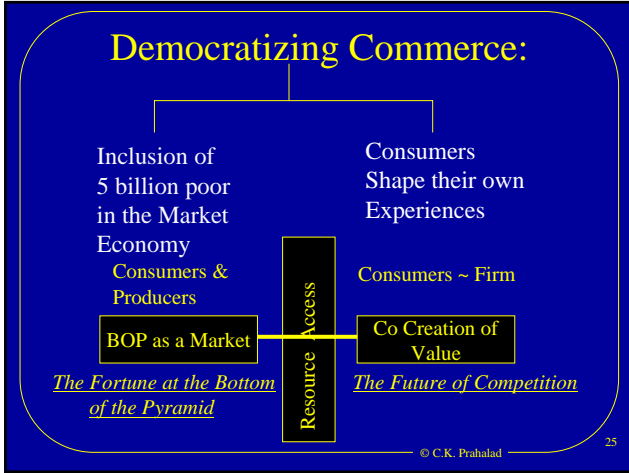 Democratizing Commerce:
Inclusion of
5 billion poor
in the Market
Economy
Consumers &
Producers
BOP as a Market
The Fortune at the Bottom
of the Pyramid
Resource Access
Consumers
Shape their own
Experiences
Consumers ~ Firm
Co Creation of
Value
The Future of Competition
© C.K. Prahalad
25